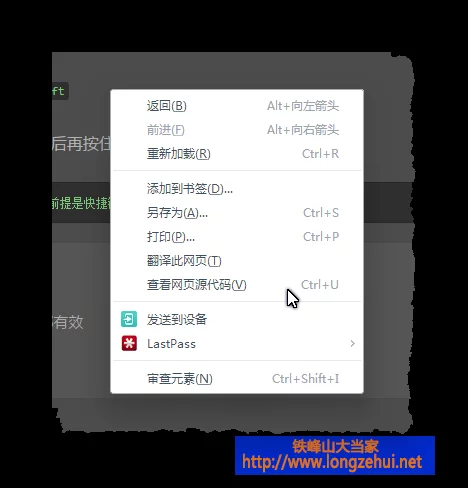 ft
返回(B) Alt+向左箭头
前进(F) Alt+向右箭头
后再按住
重新加载(R) Ctrl+R
添加到书签(D)...
前提是快捷
另存为(A)... Ctrl+S
打印(P)... Ctrl+P
翻译此网页(T)
查看网页源代码(V) Ctrl+U
发送到设备
有效
LastPass
审查元素(N) Ctrl+Shift+I
铁峰山大当家
http://www.longzehui.net